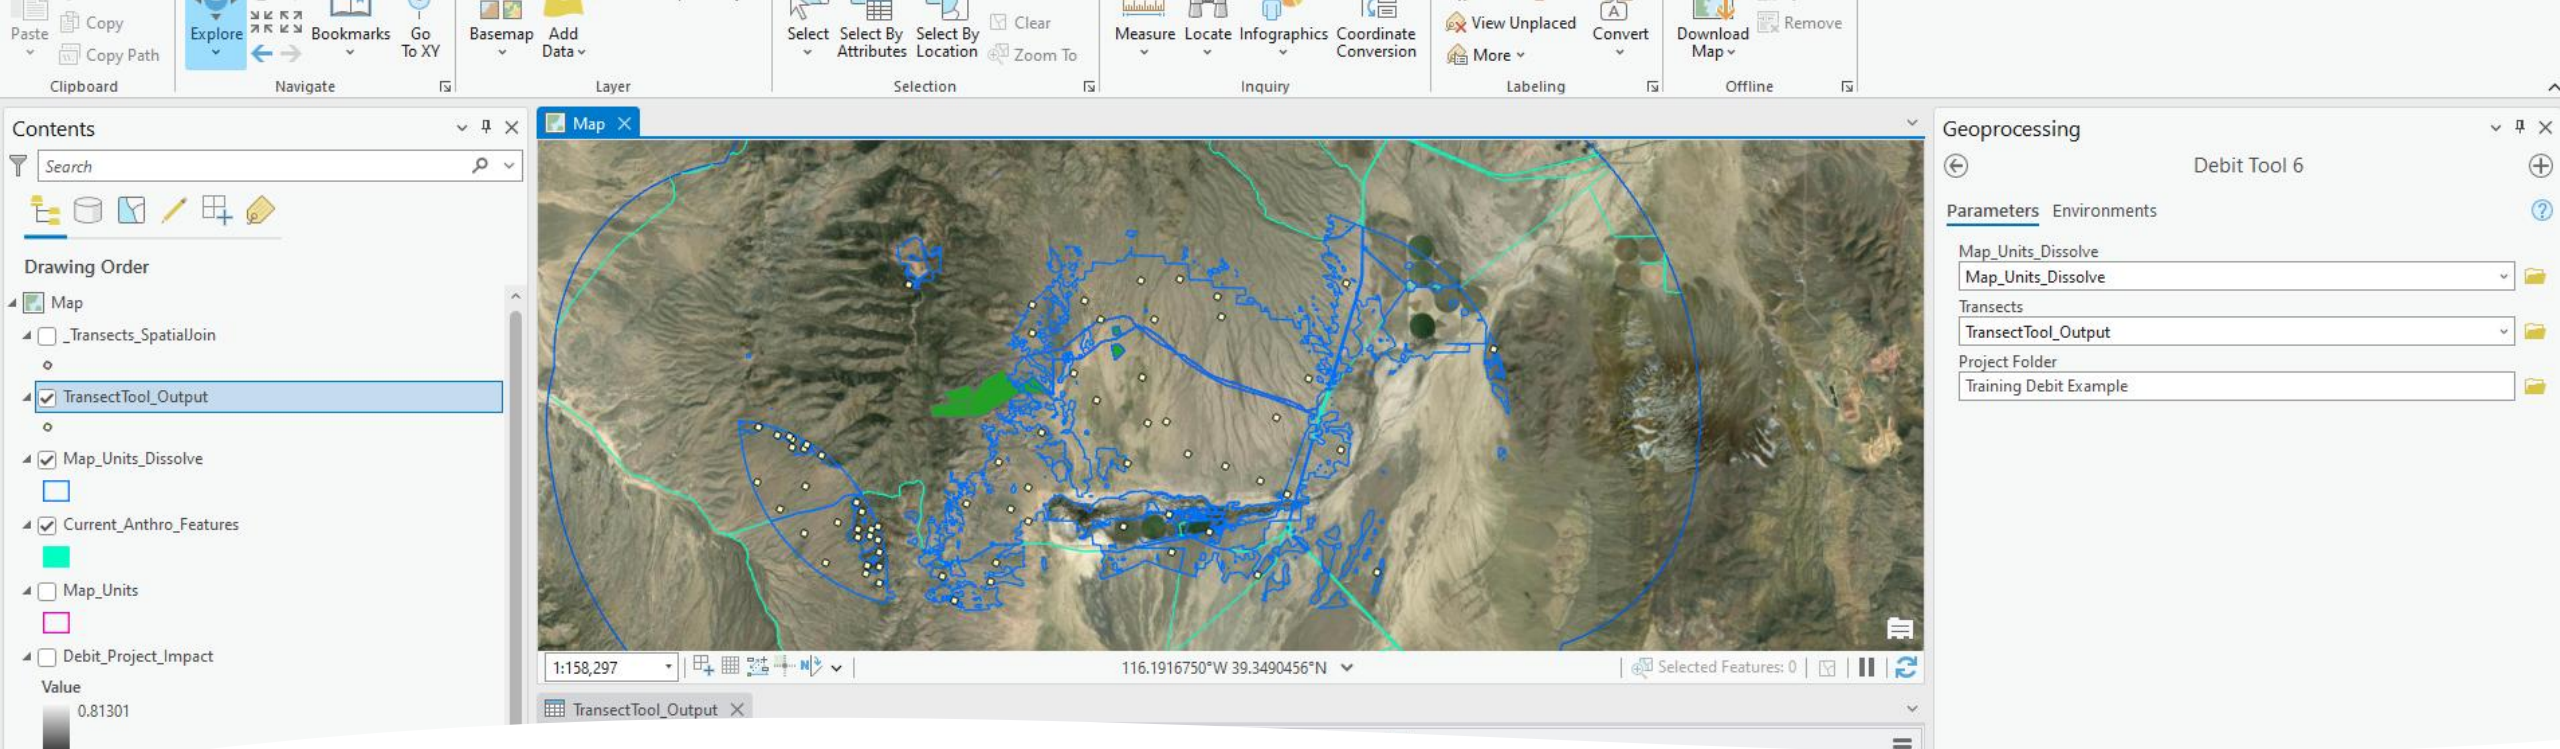 Paste
Copy
Copy Path
Clipboard
Explore
Bookmarks
Go
To XY
Navigate
Basemap
Add
Data
Layer
Select
Select By
Attributes
Select By
Location
Clear
Zoom To
Selection
Measure
Locate
Infographics
Coordinate
Conversion
Inquiry
View Unplaced
More
Convert
Labeling
Download
Map
Remove
Offline
Contents
Search
Drawing Order
Map
_Transects_SpatialJoin
TransectTool_Output
Map_Units_Dissolve
Current_Anthro_Features
Map_Units
Debit_Project_Impact
Value
0.81301
Map
1:158,297
N
116.1916750°W 39.3490456°N
Selected Features: 0
TransectTool_Output
Geoprocessing
Debit Tool 6
Parameters Environments
Map_Units_Dissolve
Map_Units_Dissolve
Transects
TransectTool_Output
Project Folder
Training Debit Example